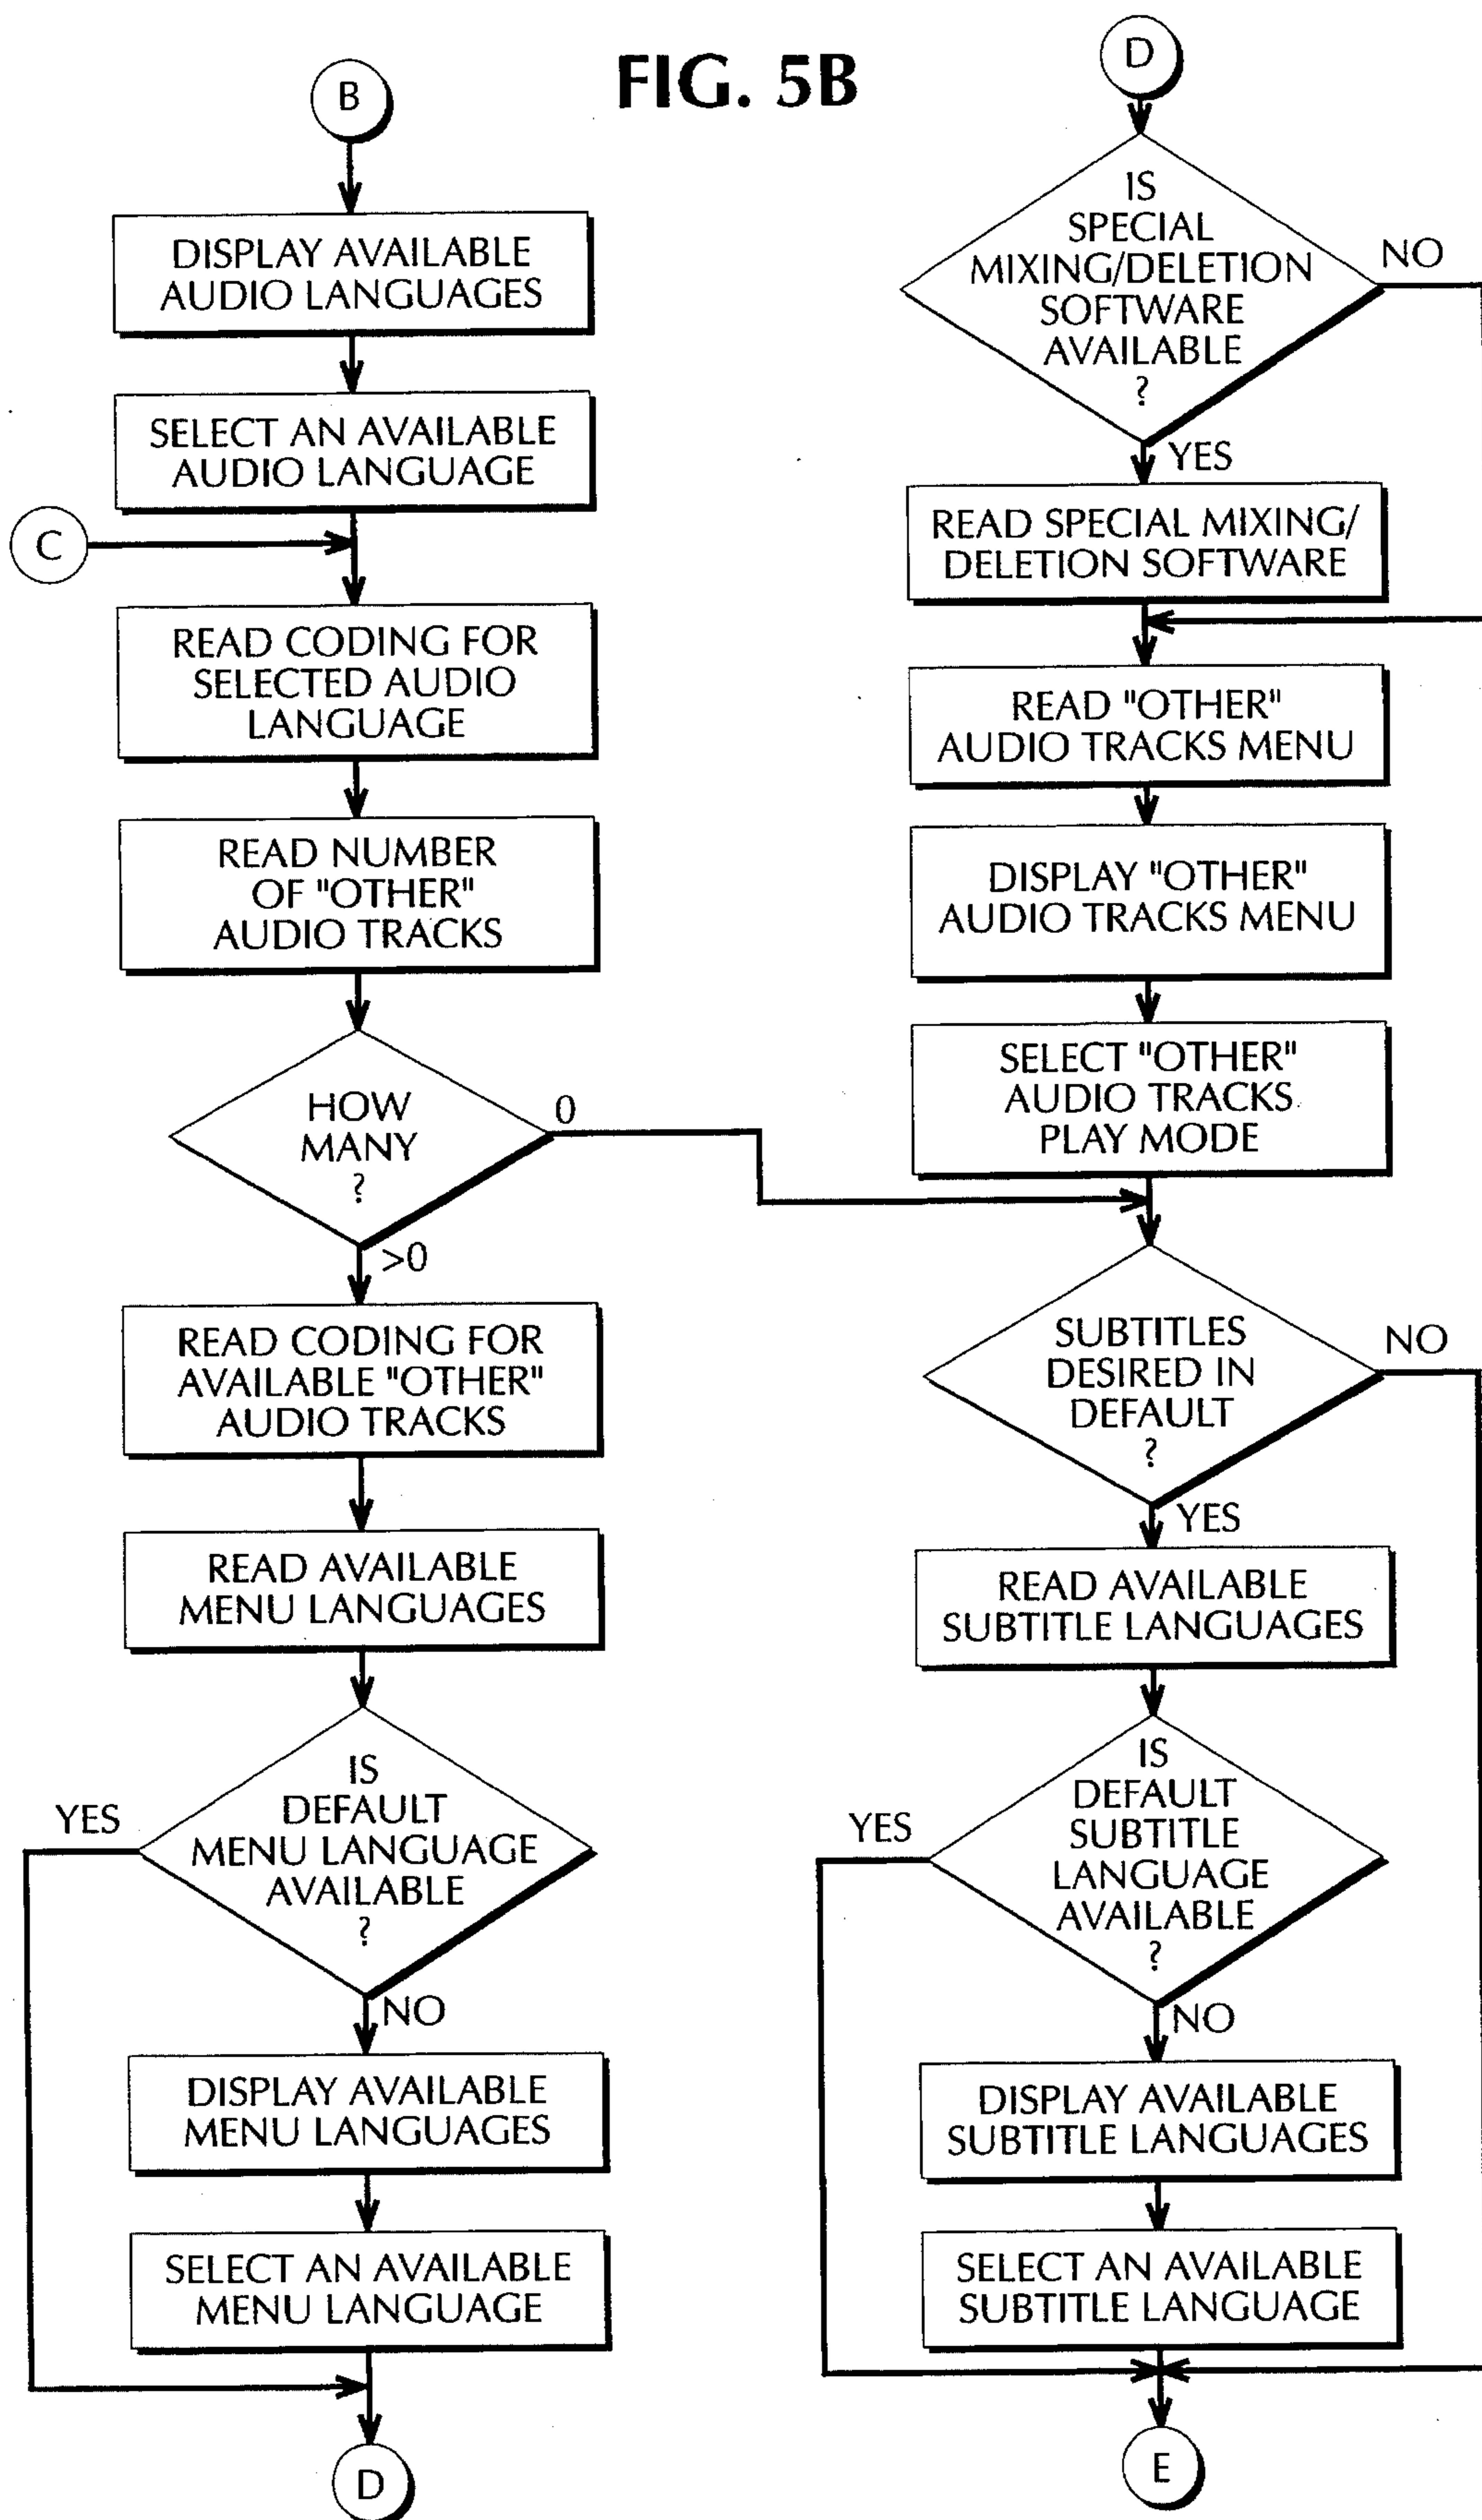 FIG. 5B
B
DISPLAY AVAILABLE
AUDIO LANGUAGES
SELECT AN AVAILABLE
AUDIO LANGUAGE
C
READ CODING FOR
SELECTED AUDIO
LANGUAGE
READ NUMBER
OF "OTHER"
AUDIO TRACKS
HOW
MANY
?
0
>0
READ CODING FOR
AVAILABLE "OTHER"
AUDIO TRACKS
READ AVAILABLE
MENU LANGUAGES
IS
DEFAULT
MENU LANGUAGE
AVAILABLE
?
YES
NO
DISPLAY AVAILABLE
MENU LANGUAGES
SELECT AN AVAILABLE
MENU LANGUAGE
D
D
IS
SPECIAL
MIXING/DELETION
SOFTWARE
AVAILABLE
?
NO
YES
READ SPECIAL MIXING/
DELETION SOFTWARE
READ "OTHER"
AUDIO TRACKS MENU
DISPLAY "OTHER"
AUDIO TRACKS MENU
SELECT "OTHER"
AUDIO TRACKS
PLAY MODE
SUBTITLES
DESIRED IN
DEFAULT
?
NO
YES
READ AVAILABLE
SUBTITLE LANGUAGES
IS
DEFAULT
SUBTITLE
LANGUAGE
AVAILABLE
?
YES
NO
DISPLAY AVAILABLE
SUBTITLE LANGUAGES
SELECT AN AVAILABLE
SUBTITLE LANGUAGE
E